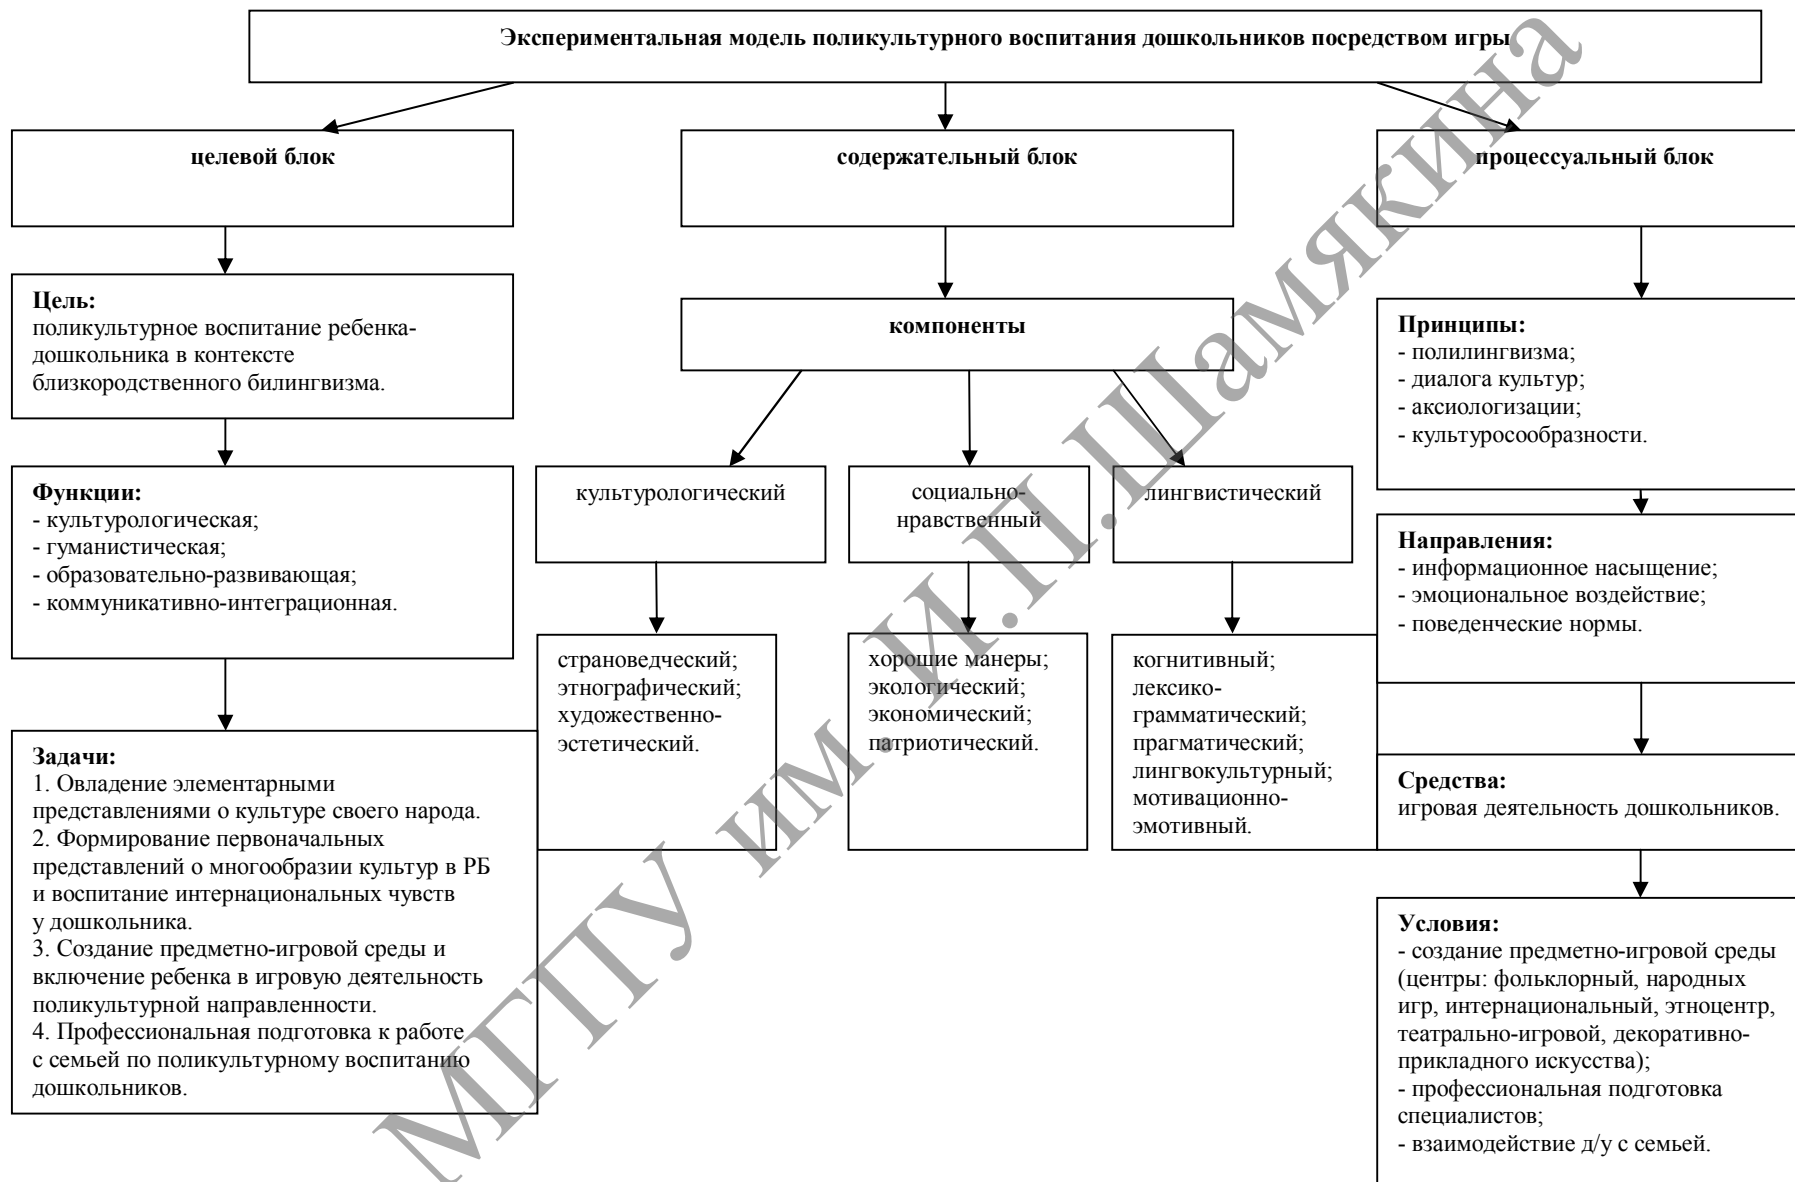 Экспериментальная модель поликультурного воспитания дошкольников посредством игры
целевой блок
содержательный блок
процессуальный блок
Цель:
поликультурное воспитание ребенка-
дошкольника в контексте
близкородственного билингвизма.
Функции:
- культурологическая;
- гуманистическая;
- образовательно-развивающая;
- коммуникативно-интеграционная.
Задачи:
1. Овладение элементарными
представлениями о культуре своего народа.
2. Формирование первоначальных
представлений о многообразии культур в РБ
и воспитание интернациональных чувств
у дошкольника.
3. Создание предметно-игровой среды и
включение ребенка в игровую деятельность
поликультурной направленности.
4. Профессиональная подготовка к работе
с семьей по поликультурному воспитанию
дошкольников.
компоненты
культурологический
социально-
нравственный
лингвистический
страноведческий;
этнографический;
художественно-
эстетический.
хорошие манеры;
экологический;
экономический;
патриотический.
когнитивный;
лексико-
грамматический;
прагматический;
лингвокультурный;
мотивационно-
эмотивный.
Принципы:
- полилингвизма;
- диалога культур;
- аксиологизации;
- культуросообразности.
Направления:
- информационное насыщение;
- эмоциональное воздействие;
- поведенческие нормы.
Средства:
игровая деятельность дошкольников.
Условия:
- создание предметно-игровой среды
(центры: фольклорный, народных
игр, интернациональный, этноцентр,
театрально-игровой, декоративно-
прикладного искусства);
- профессиональная подготовка
специалистов;
- взаимодействие д/у с семьей.
МГПУ им. И.П.Шамякина